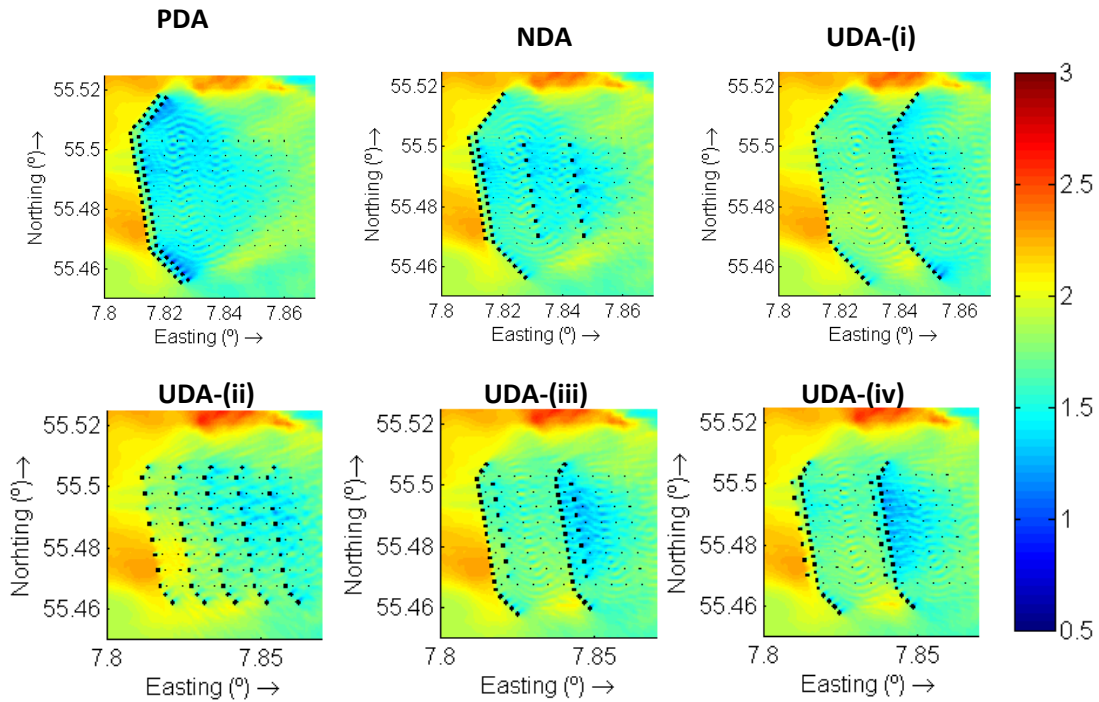 PDA
NDA
UDA-(i)
55.52
55.5
55.48
55.46
Northing (º)→
7.8 7.82 7.84 7.86
Easting (º) →
55.52
55.5
55.48
55.46
Northing (º)→
7.8 7.82 7.84 7.86
Easting (º) →
55.52
55.5
55.48
55.46
Northing (º)→
7.8 7.82 7.84 7.86
Easting (º) →
3
2.5
2
1.5
1
0.5
UDA-(ii)
UDA-(iii)
UDA-(iv)
55.52
55.5
55.48
55.46
Norhting (º)→
7.8 7.85
Easting (º) →
55.52
55.5
55.48
55.46
Northing (º)→
7.8 7.85
Easting (º) →
55.52
55.5
55.48
55.46
Northing (º)→
7.8 7.85
Easting (º) →